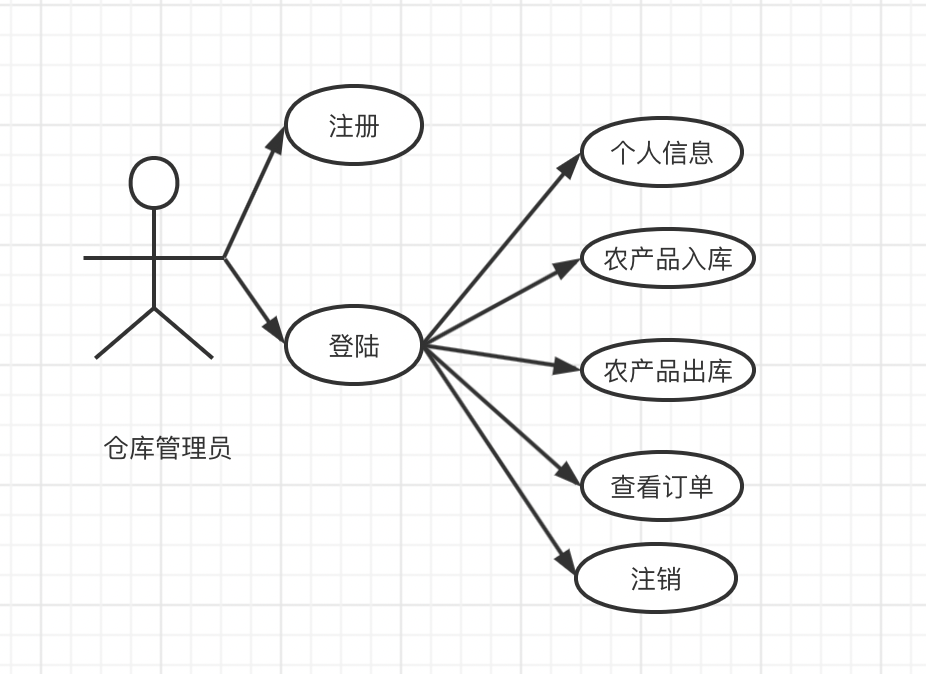 注册
个人信息
农产品入库
登陆
农产品出库
仓库管理员
查看订单
注销